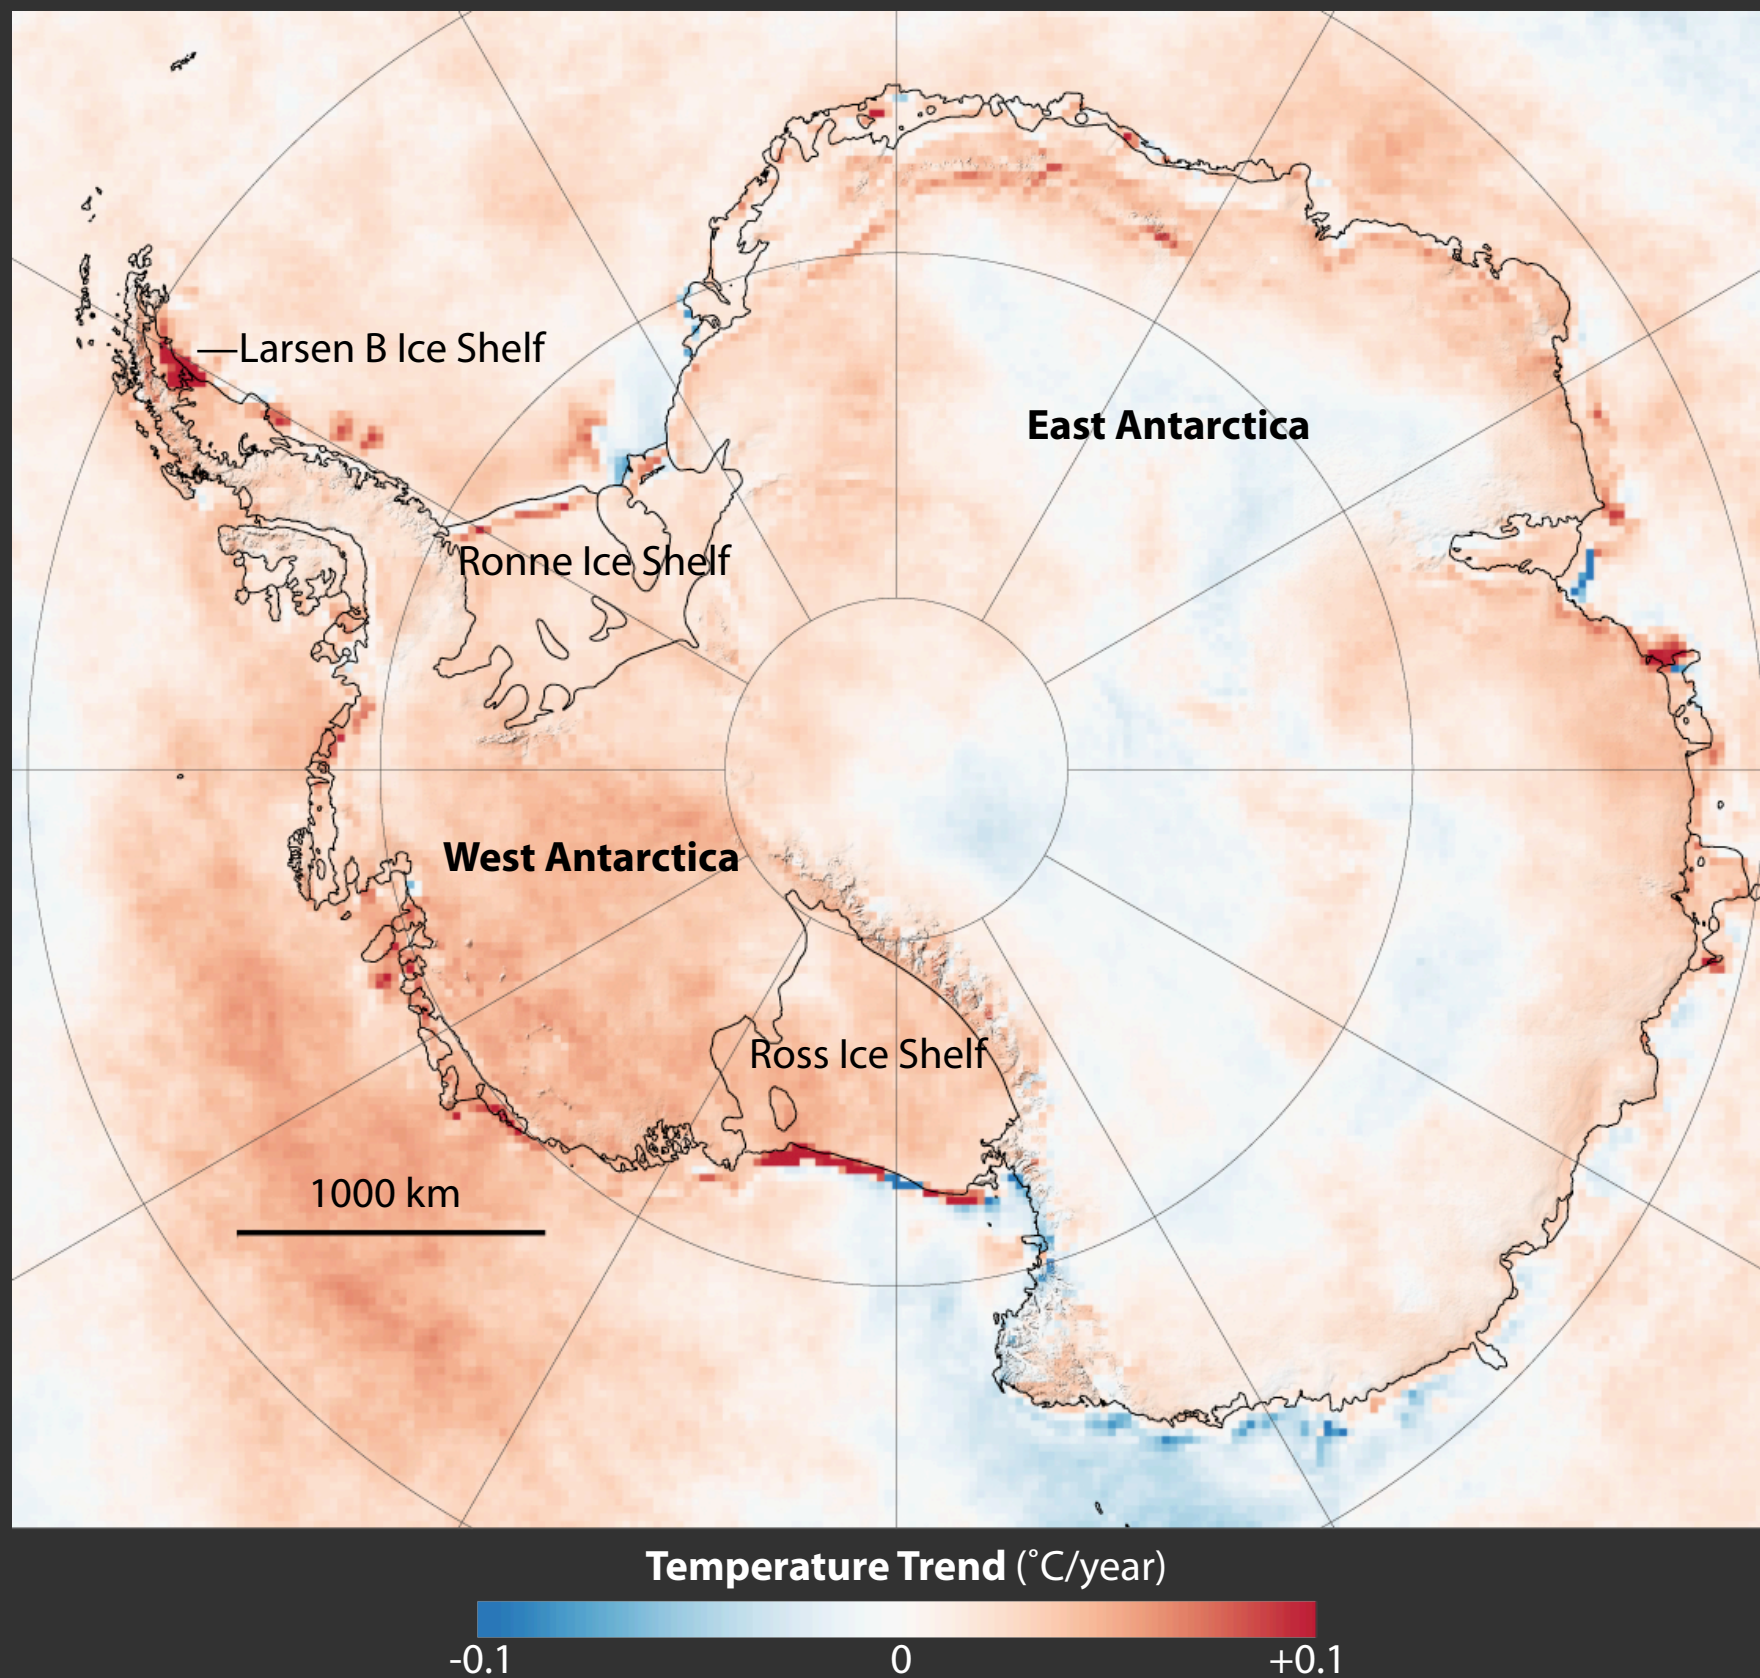 Larsen B Ice Shelf
East Antarctica
Ronne Ice Shelf
West Antarctica
Ross Ice Shelf
1000 km
Temperature Trend (˚C/year)
-0.1 0 +0.1